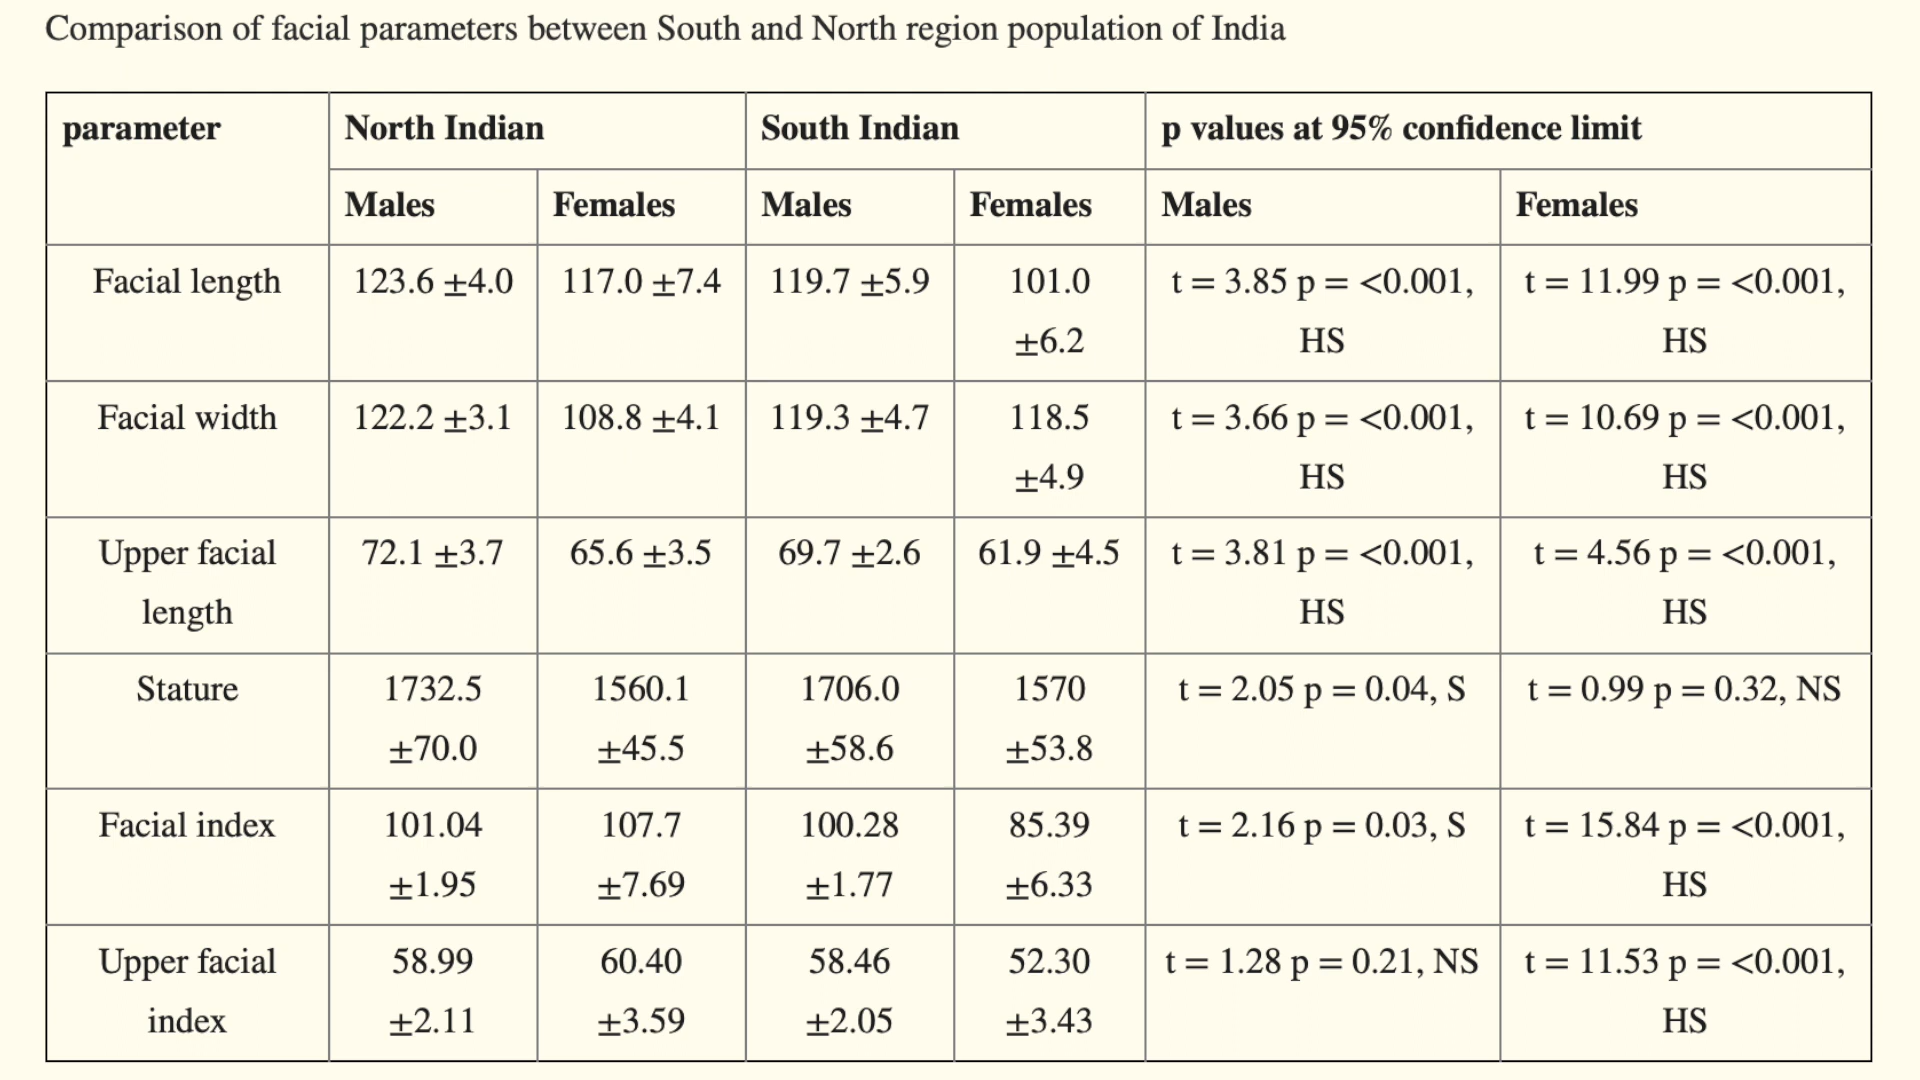 Comparison of facial parameters between South and North region population of India
parameter North Indian South Indian p values at 95% confidence limit
Males Females Males Females Males Females
Facial length 123.6 ±4.0 117.0 ±7.4 119.7 ±5.9 101.0 t = 3.85 p = <0.001, t = 11.99 p = <0.001,
±6.2 HS HS
Facial width 122.2 ±3.1 108.8 ±4.1 119.3 ±4.7 118.5 t = 3.66 p = <0.001, t = 10.69 p = <0.001,
±4.9 HS HS
Upper facial 72.1 ±3.7 65.6 ±3.5 69.7 ±2.6 61.9 ±4.5 t = 3.81 p = <0.001, t = 4.56 p = <0.001,
length HS HS
Stature 1732.5 1560.1 1706.0 1570 t = 2.05 p = 0.04, S t = 0.99 p = 0.32, NS
±70.0 ±45.5 ±58.6 ±53.8
Facial index 101.04 107.7 100.28 85.39 t = 2.16 p = 0.03, S t = 15.84 p = <0.001,
±1.95 ±7.69 ±1.77 ±6.33 HS
Upper facial 58.99 60.40 58.46 52.30 t = 1.28 p = 0.21, NS t = 11.53 p = <0.001,
index ±2.11 ±3.59 ±2.05 ±3.43 HS